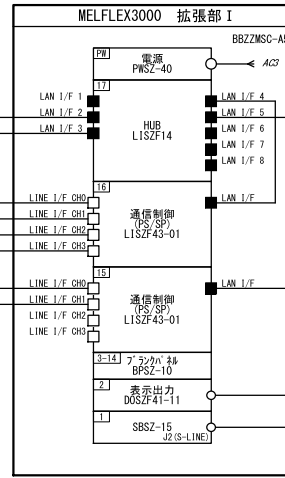 MELFLEX3000 拡張部 I
BBZZMSC-A5
PW
電源
PWSZ-40
AC3
17
HUB
LISZF14
LAN I/F 1
LAN I/F 2
LAN I/F 3
LAN I/F 4
LAN I/F 5
LAN I/F 6
LAN I/F 7
LAN I/F 8
16
通信制御
(PS/SP)
LISZF43-01
LINE I/F CH0
LINE I/F CH1
LINE I/F CH2
LINE I/F CH3
LAN I/F
15
通信制御
(PS/SP)
LISZF43-01
LINE I/F CH0
LINE I/F CH1
LINE I/F CH2
LINE I/F CH3
LAN I/F
3-14
ブランクパネル
BPSZ-10
2
表示出力
DOSZF41-11
1
SBSZ-15
J2(S-LINE)